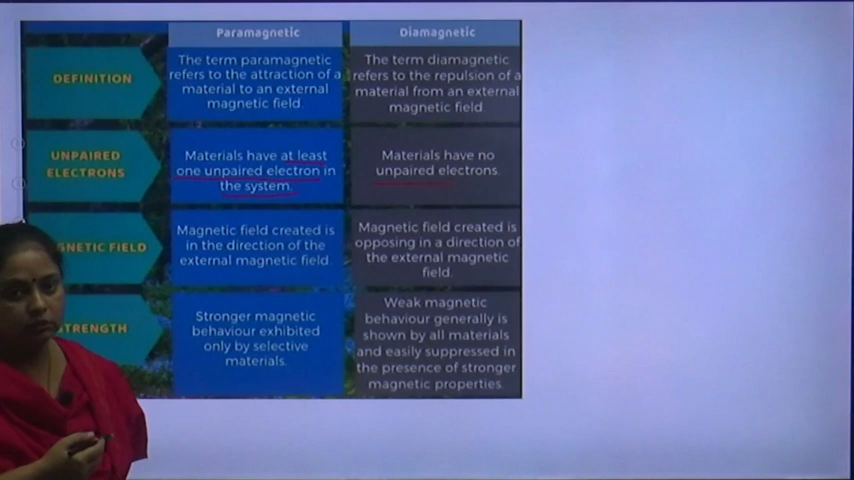 Paramagnetic
Diamagnetic
DEFINITION
The term paramagnetic
refers to the attraction of a
material to an external
magnetic field.
The term diamagnetic
refers to the repulsion of a
material from an external
magnetic field
UNPAIRED
ELECTRONS
Materials have at least
one unpaired electron in
the system.
Materials have no
unpaired electrons.
GNETIC FIELD
Magnetic field created is
in the direction of the
external magnetic field.
Magnetic field created is
opposing in a direction of
the external magnetic
field.
STRENGTH
Stronger magnetic
behaviour exhibited
only by selective
materials.
Weak magnetic
behaviour generally is
shown by all materials
and easily suppressed in
the presence of stronger
magnetic properties